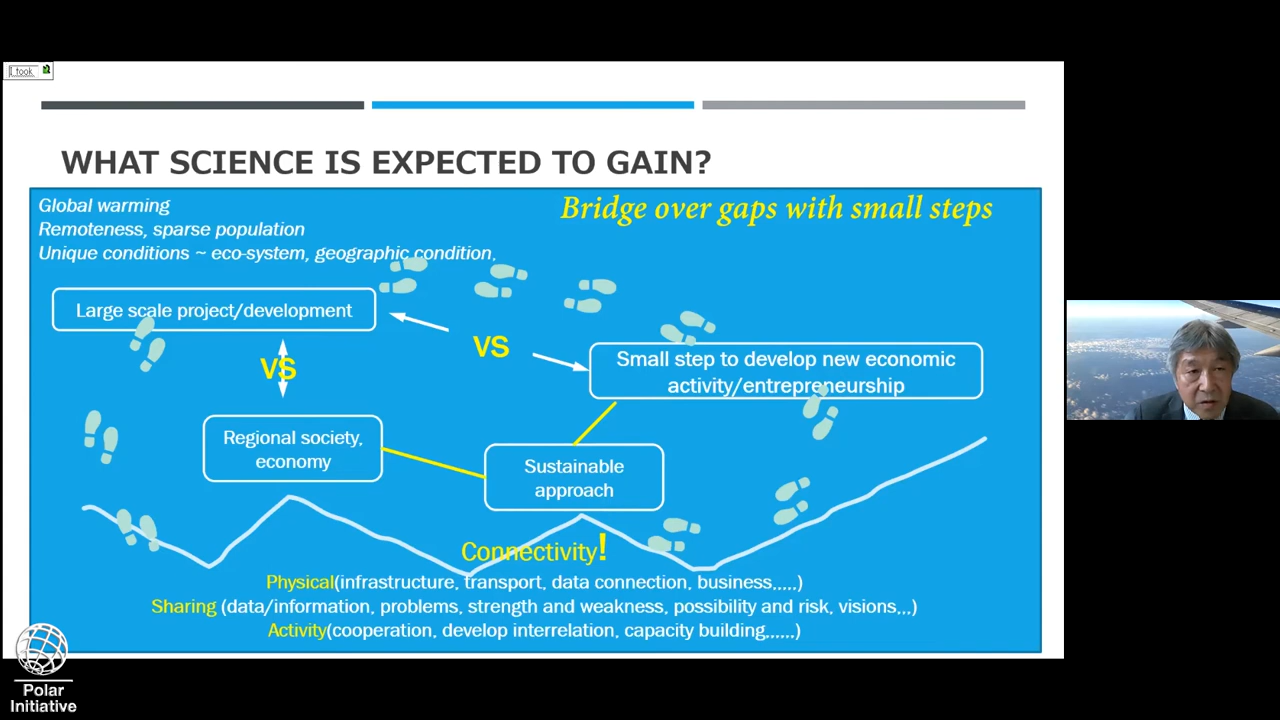 I took
WHAT SCIENCE IS EXPECTED TO GAIN?
Global warming
Remoteness, sparse population
Unique conditions ~ eco-system, geographic condition,
Bridge over gaps with small steps
Large scale project/development
VS
VS
Small step to develop new economic
activity/entrepreneurship
Regional society,
economy
Sustainable
approach
Connectivity!
Physical(infrastructure, transport, data connection, business,,,,,)
Sharing (data/information, problems, strength and weakness, possibility and risk, visions,,,)
Activity(cooperation, develop interrelation, capacity building,,,,,,)
Polar
Initiative